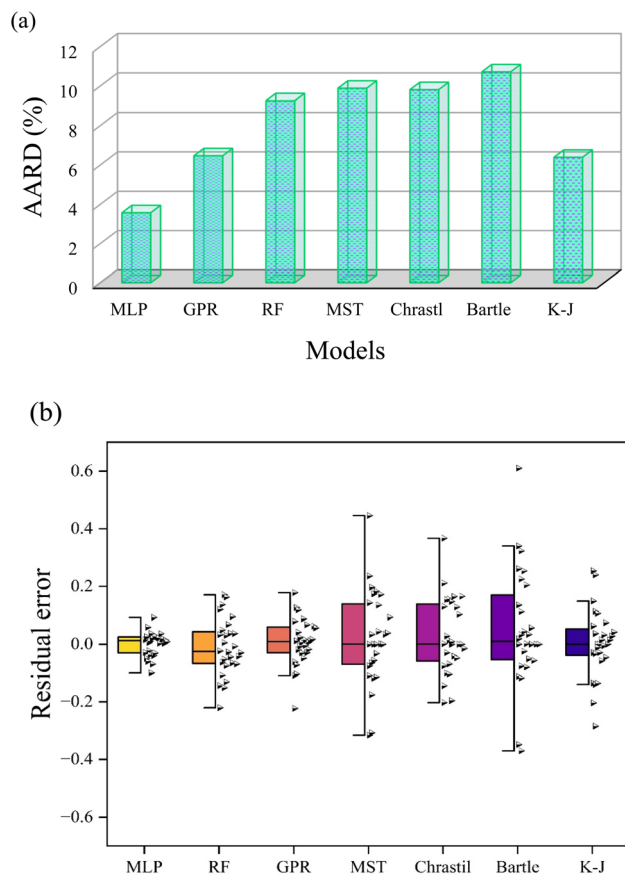 (a)
AARD (%)
12
10
8
6
4
2
0
MLP GPR RF MST Chrastl Bartle K-J
Models
(b)
Residual error
0.6
0.4
0.2
0.0
−0.2
−0.4
−0.6
MLP RF GPR MST Chrastil Bartle K-J